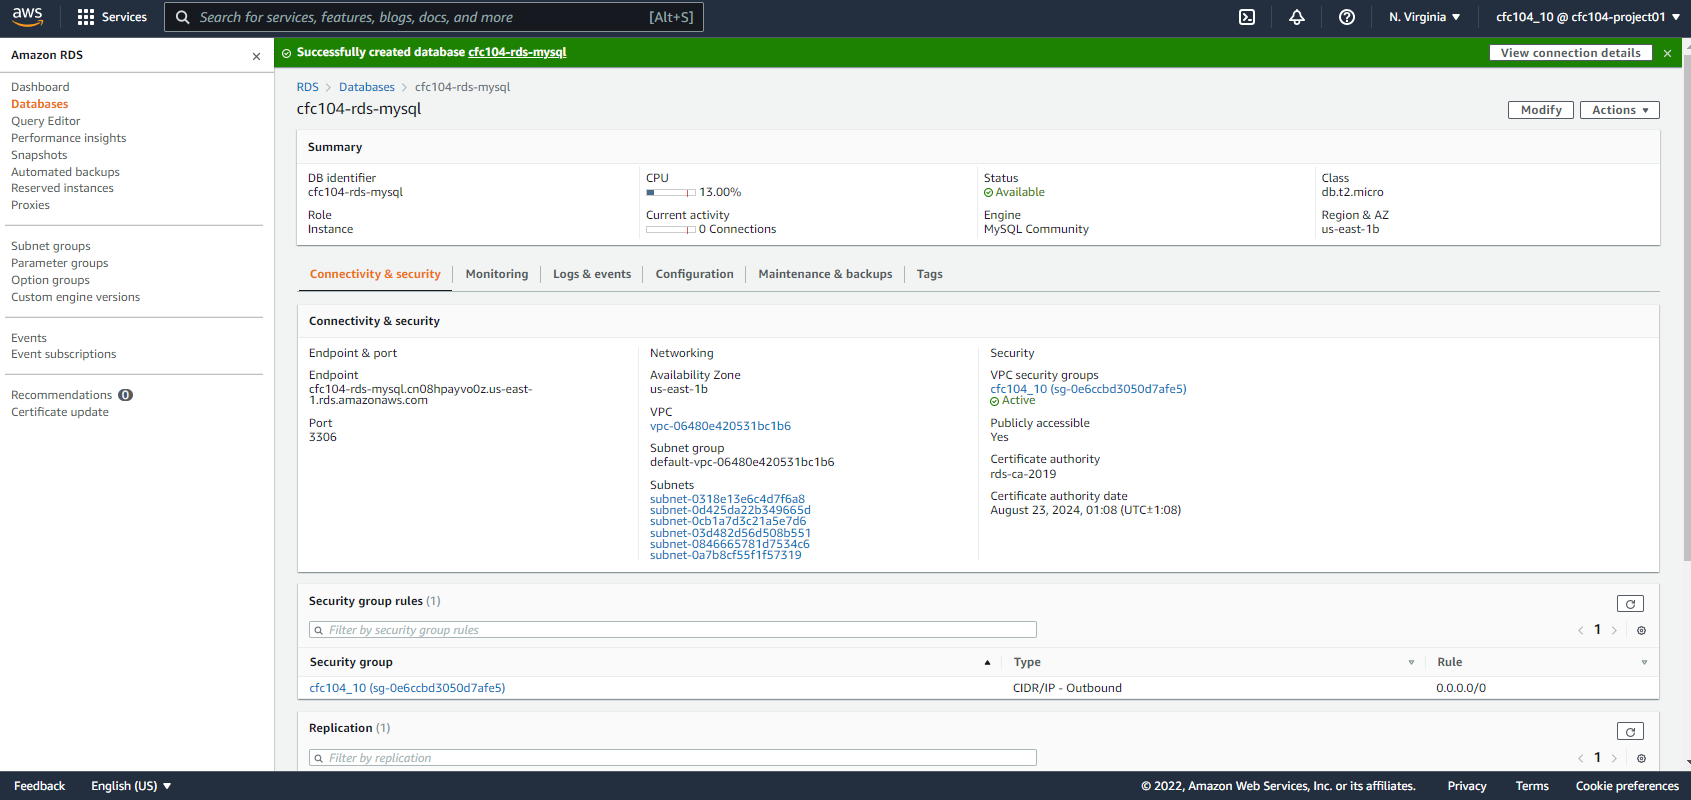 aws
Services
Search for services, features, blogs, docs, and more
[Alt+S]
N. Virginia
cfc104_10 @ cfc104-project01
Amazon RDS
Dashboard
Databases
Query Editor
Performance insights
Snapshots
Automated backups
Reserved instances
Proxies
Subnet groups
Parameter groups
Option groups
Custom engine versions
Events
Event subscriptions
Recommendations 0
Certificate update
Successfully created database cfc104-rds-mysql
View connection details
RDS > Databases > cfc104-rds-mysql
cfc104-rds-mysql
Modify
Actions
Summary
DB identifier
cfc104-rds-mysql
CPU
13.00%
Status
Available
Class
db.t2.micro
Role
Instance
Current activity
0 Connections
Engine
MySQL Community
Region & AZ
us-east-1b
Connectivity & security
Monitoring
Logs & events
Configuration
Maintenance & backups
Tags
Connectivity & security
Endpoint & port
Endpoint
cfc104-rds-mysql.cn08hpayvo0z.us-east-
1.rds.amazonaws.com
Port
3306
Networking
Availability Zone
us-east-1b
VPC
vpc-06480e420531bc1b6
Subnet group
default-vpc-06480e420531bc1b6
Subnets
subnet-0318e13e6c4d7f6a8
subnet-0d425da22b349665d
subnet-0cb1a7d3c21a5e7d6
subnet-03d482d56d508b551
subnet-0846665781d7534c6
subnet-0a7b8cf55f1f57319
Security
VPC security groups
cfc104_10 (sg-0e6ccbd3050d7afe5)
Active
Publicly accessible
Yes
Certificate authority
rds-ca-2019
Certificate authority date
August 23, 2024, 01:08 (UTC±1:08)
Security group rules (1)
Filter by security group rules
1
Security group
Type
Rule
cfc104_10 (sg-0e6ccbd3050d7afe5)
CIDR/IP - Outbound
0.0.0.0/0
Replication (1)
Filter by replication
1
Feedback
English (US)
© 2022, Amazon Web Services, Inc. or its affiliates.
Privacy
Terms
Cookie preferences